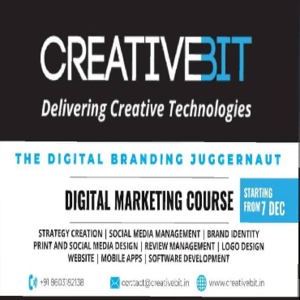 CREATIVEBIT
Delivering Creative Technologies
THE DIGITAL BRANDING JUGGERNAUT
DIGITAL MARKETING COURSE
STARTING
FROM 7 DEC
STRATEGY CREATION | SOCIAL MEDIA MANAGEMENT | BRAND IDENTITY
PRINT AND SOCIAL MEDIA DESIGN | REVIEW MANAGEMENT | LOGO DESIGN
WEBSITE | MOBILE APPS | SOFTWARE DEVELOPMENT
+91 8603182138 contact@creativebit.in www.creativebit.in